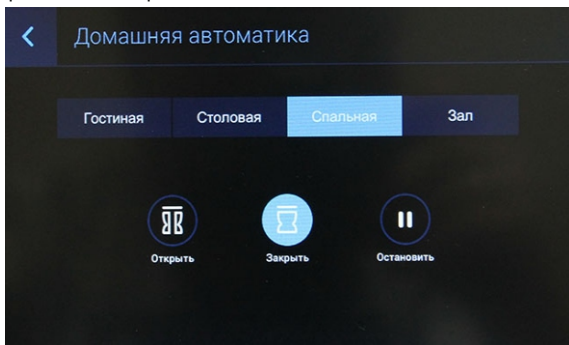 Домашняя автоматика
Гостиная Столовая Спальная Зал
Открыть Закрыть Остановить